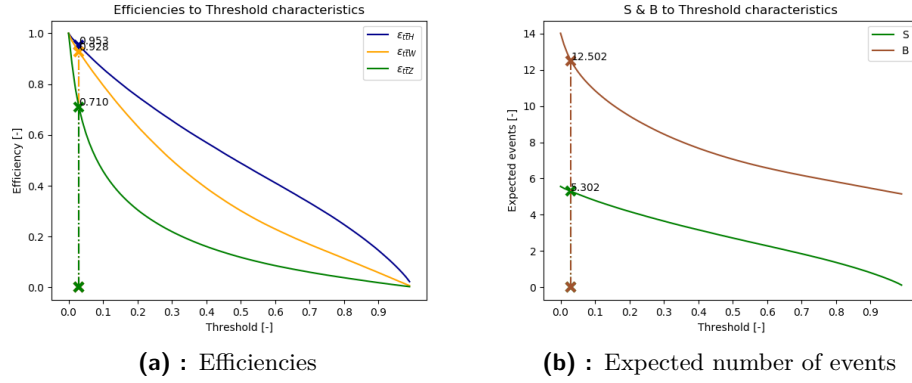 Efficiencies to Threshold characteristics
1.0
0.8
0.6
0.4
0.2
0.0
Efficiency [-]
0.953
0.928
0.710
ε_tt̄H
ε_tt̄W
ε_tt̄Z
0.0 0.1 0.2 0.3 0.4 0.5 0.6 0.7 0.8 0.9
Threshold [-]
(a) : Efficiencies
S & B to Threshold characteristics
14
12
10
8
6
4
2
0
Expected events [-]
12.502
5.302
S
B
0.0 0.1 0.2 0.3 0.4 0.5 0.6 0.7 0.8 0.9
Threshold [-]
(b) : Expected number of events